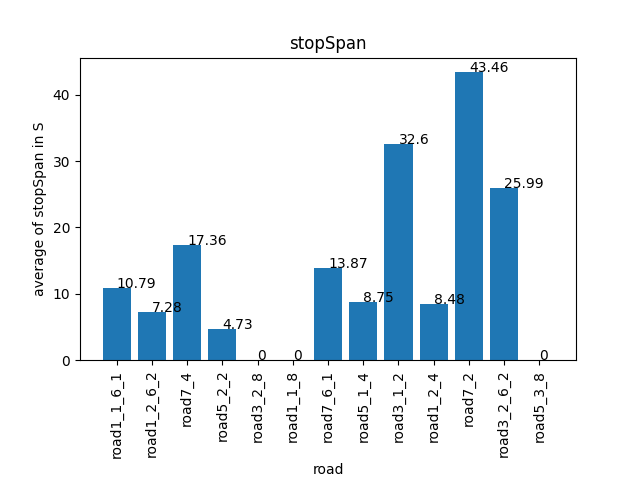 stopSpan
average of stopSpan in S
40
30
20
10
0
10.79
7.28
17.36
4.73
0
0
13.87
8.75
32.6
8.48
43.46
25.99
0
road1_1_6_1
road1_2_6_2
road7_4
road5_2_2
road3_2_8
road1_1_8
road7_6_1
road5_1_4
road3_1_2
road1_2_4
road7_2
road3_2_6_2
road5_3_8
road